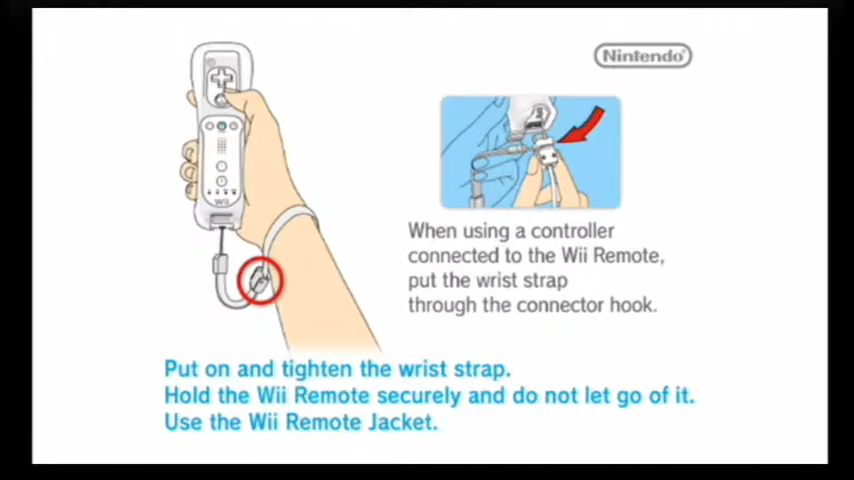 Nintendo®
Wii
When using a controller
connected to the Wii Remote,
put the wrist strap
through the connector hook.
Put on and tighten the wrist strap.
Hold the Wii Remote securely and do not let go of it.
Use the Wii Remote Jacket.